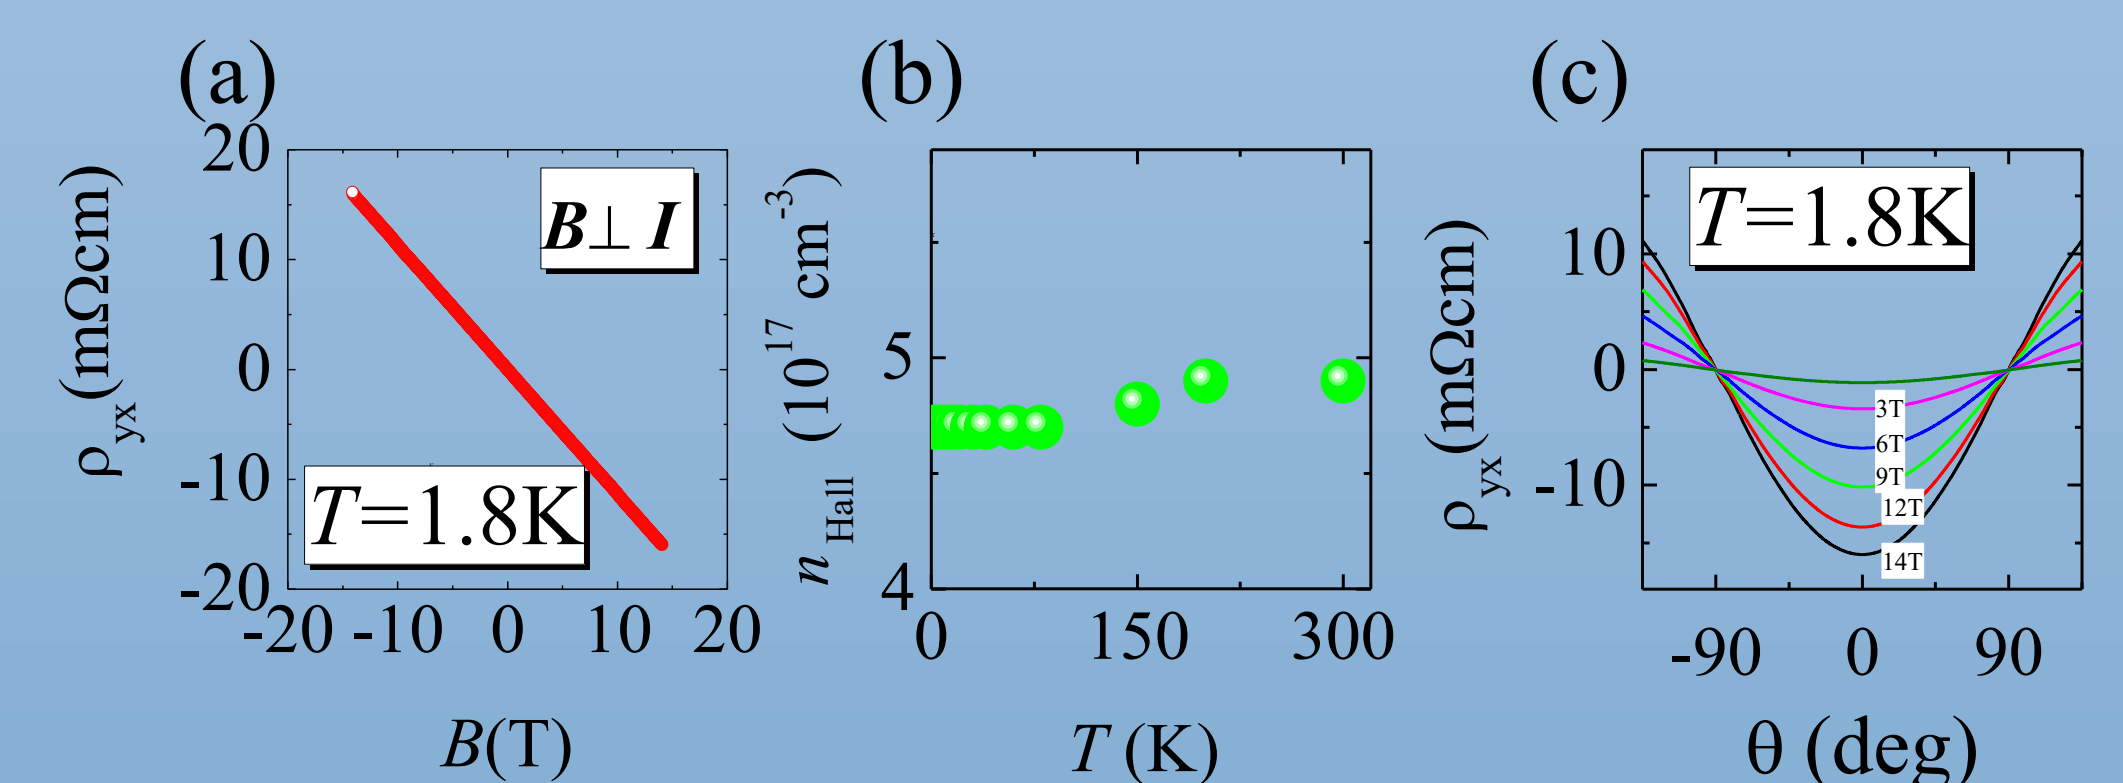 (a)
20
10
0
-10
-20
ρyx(mΩcm)
B⊥ I
T=1.8K
-20 -10 0 10 20
B(T)
(b)
n Hall (10^17 cm^-3)
5
4
0 150 300
T (K)
(c)
ρyx(mΩcm)
10
0
-10
T=1.8K
3T
6T
9T
12T
14T
-90 0 90
θ (deg)